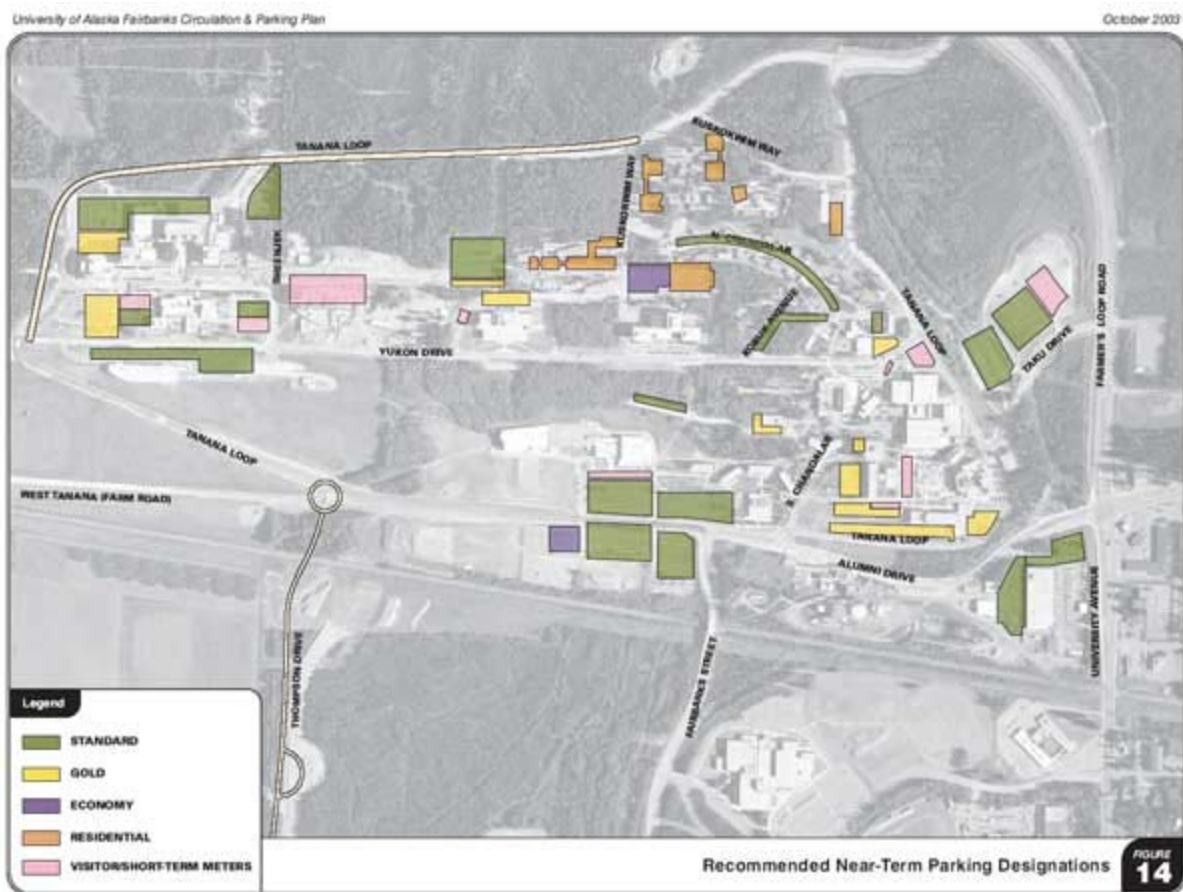 University of Alaska Fairbanks Circulation & Parking Plan
October 2003
TANANA LOOP
KUSKOKWIM WAY
KUSKOKWIM WAY
N. CHANDALAR
SHEENJEK
KOBUK AVENUE
TANANA LOOP
TAKU DRIVE
FARMER'S LOOP ROAD
YUKON DRIVE
TANANA LOOP
S. CHANDALAR
WEST TANANA (FARM ROAD)
TANANA LOOP
ALUMNI DRIVE
UNIVERSITY AVENUE
THOMPSON DRIVE
FAIRBANKS STREET
Legend
STANDARD
GOLD
ECONOMY
RESIDENTIAL
VISITOR/SHORT-TERM METERS
Recommended Near-Term Parking Designations
FIGURE
14